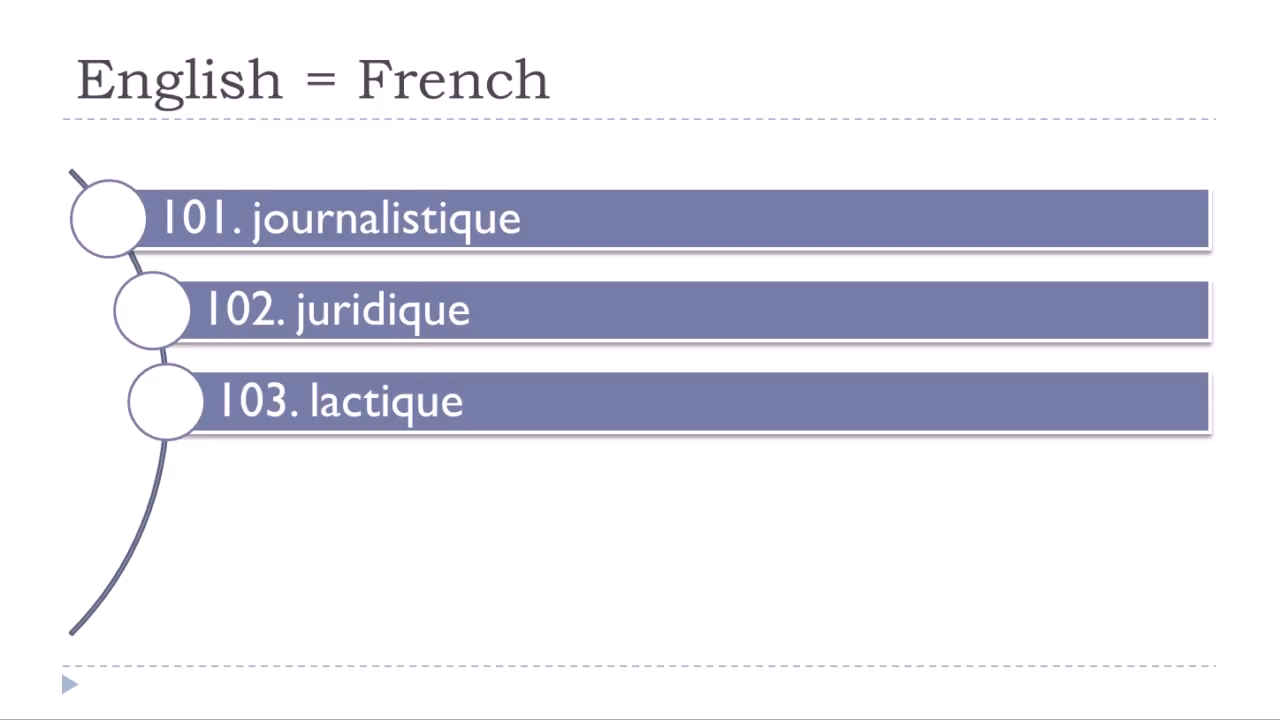 English = French
101. journalistique
102. juridique
103. lactique